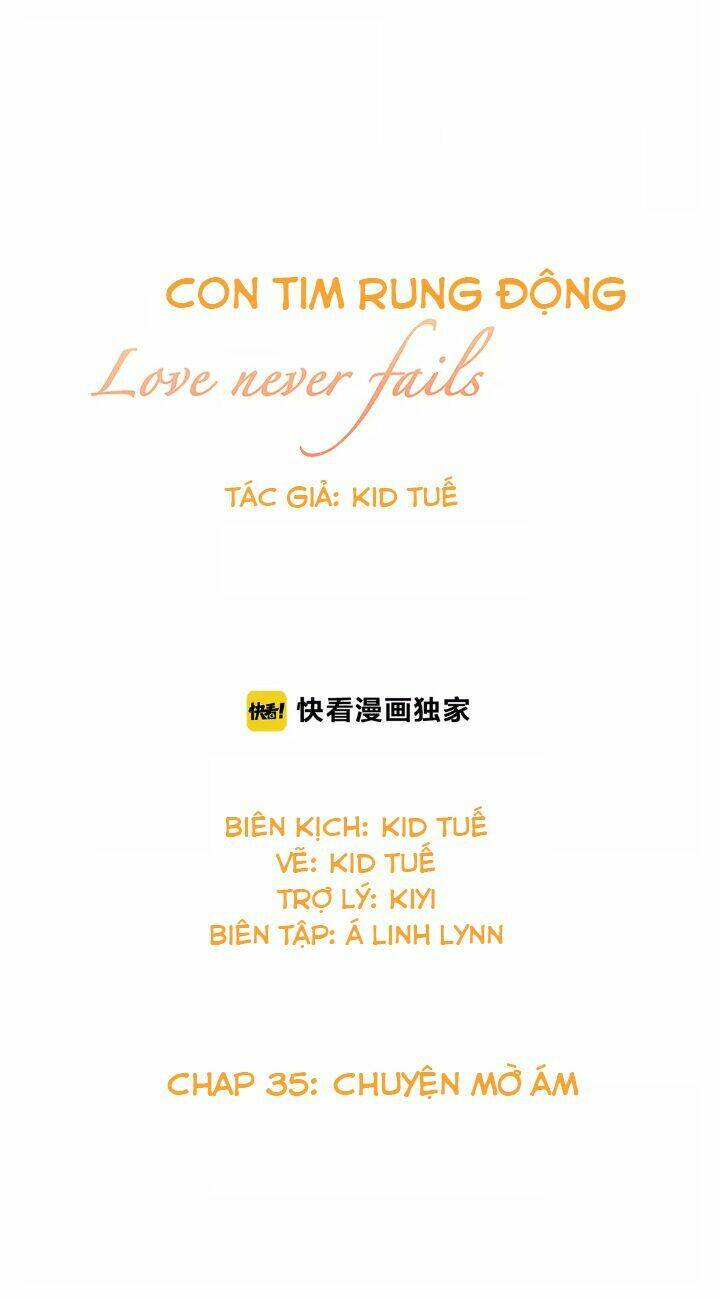 CON TIM RUNG ĐỘNG
Love never fails
TÁC GIẢ: KID TUẾ
快看! 快看漫画独家
BIÊN KỊCH: KID TUẾ
VẼ: KID TUẾ
TRỢ LÝ: KIYI
BIÊN TẬP: Á LINH LYNN
CHAP 35: CHUYỆN MỜ ÁM